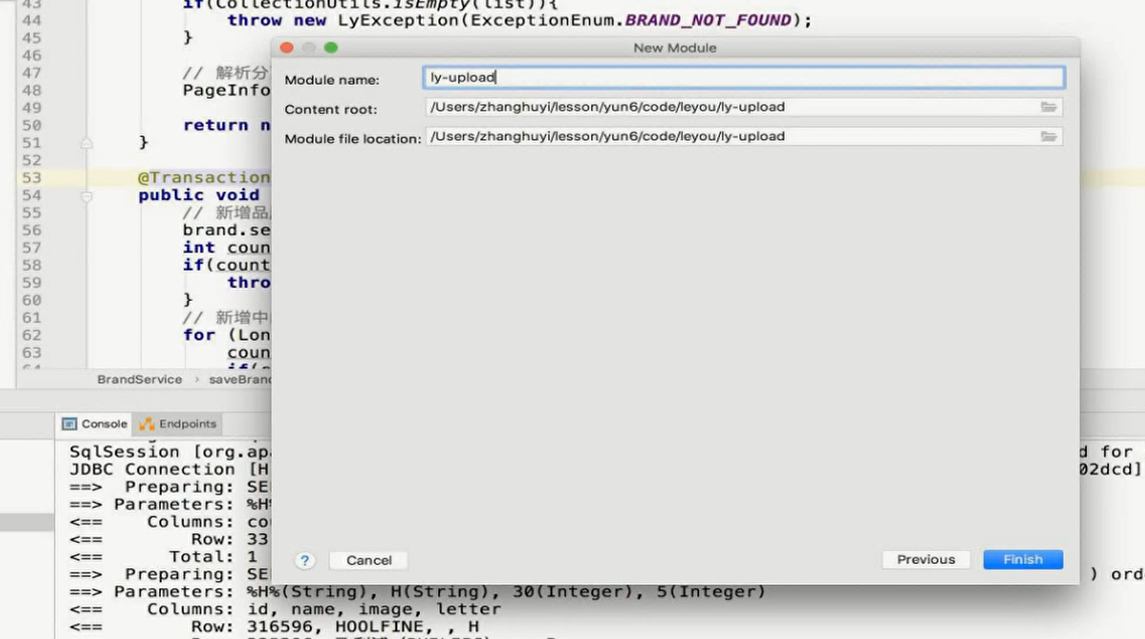 43 if(CollectionUtils.isEmpty(list)){
44 throw new LyException(ExceptionEnum.BRAND_NOT_FOUND);
45 }
46
47 // 解析分
48 PageInfo
49
50 return n
51 }
52
53 @Transaction
54 public void
55 // 新增品
56 brand.se
57 int coun
58 if(count
59 thro
60 }
61 // 新增中
62 for (Lon
63 coun
BrandService › saveBran
New Module
Module name: ly-upload
Content root: /Users/zhanghuyi/lesson/yun6/code/leyou/ly-upload
Module file location: /Users/zhanghuyi/lesson/yun6/code/leyou/ly-upload
? Cancel Previous Finish
Console Endpoints
SqlSession [org.apa d for
JDBC Connection [H 02dcd]
==> Preparing: SE
==> Parameters: %H%
<== Columns: co
<== Row: 33
<== Total: 1
==> Preparing: SE ) ord
==> Parameters: %H%(String), H(String), 30(Integer), 5(Integer)
<== Columns: id, name, image, letter
<== Row: 316596, HOOLFINE, , H